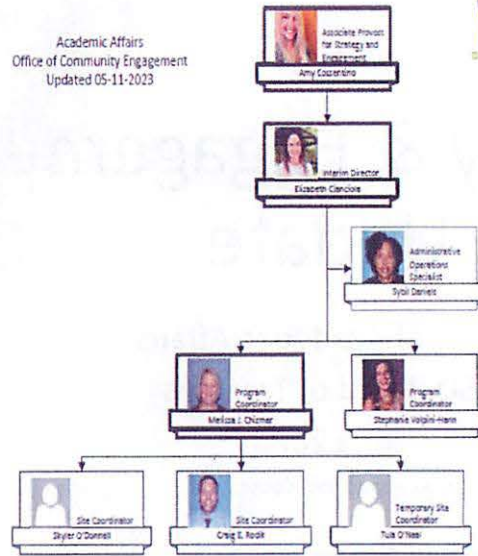 Academic Affairs
Office of Community Engagement
Updated 05-11-2023
Associate Provost
for Strategy and
Engagement
Amy Cossentino
Interim Director
Elizabeth Cianciola
Administrative
Operations
Specialist
Sybil Daniels
Program
Coordinator
Melissa J. Chizmar
Program
Coordinator
Stephanie Volpini-Hann
Site Coordinator
Skyler O'Donnell
Site Coordinator
Craig E. Rodik
Temporary Site
Coordinator
Tula O'Neal